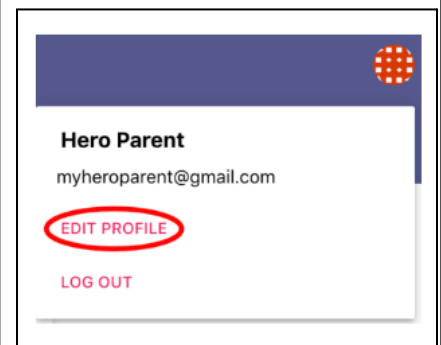 Hero Parent
myheroparent@gmail.com
EDIT PROFILE
LOG OUT